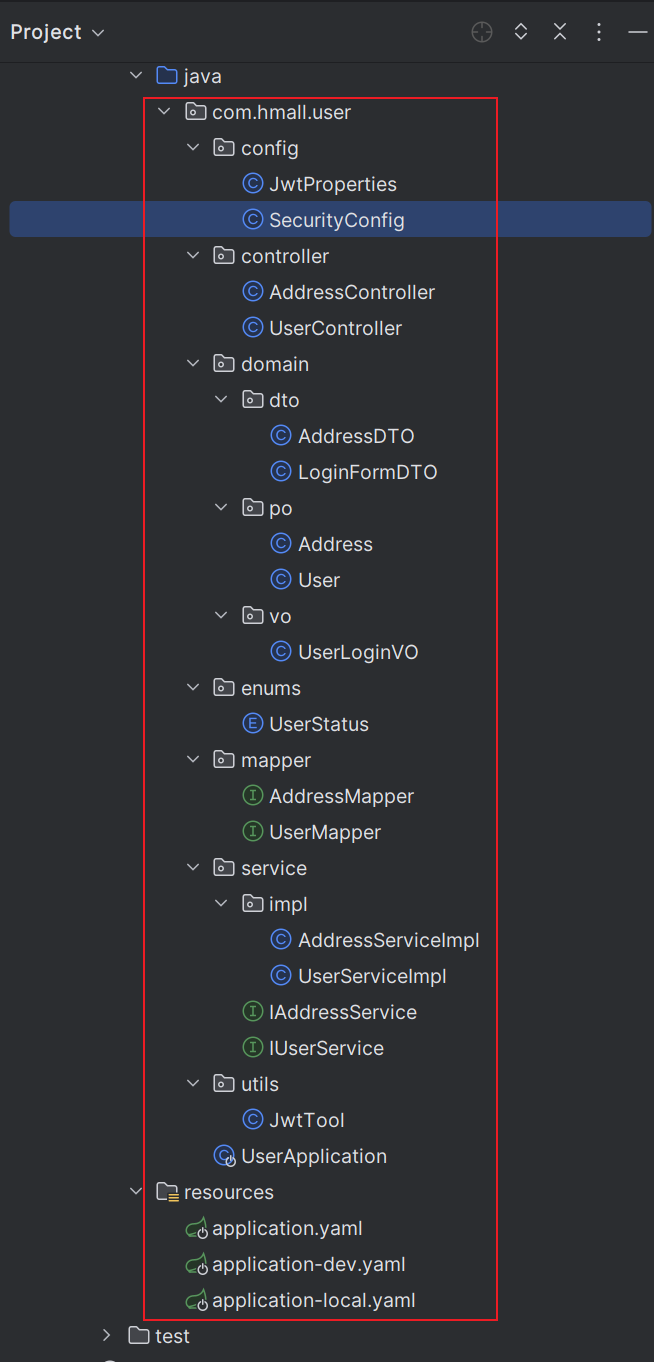 Project
java
com.hmall.user
config
JwtProperties
SecurityConfig
controller
AddressController
UserController
domain
dto
AddressDTO
LoginFormDTO
po
Address
User
vo
UserLoginVO
enums
UserStatus
mapper
AddressMapper
UserMapper
service
impl
AddressServiceImpl
UserServiceImpl
IAddressService
IUserService
utils
JwtTool
UserApplication
resources
application.yaml
application-dev.yaml
application-local.yaml
test